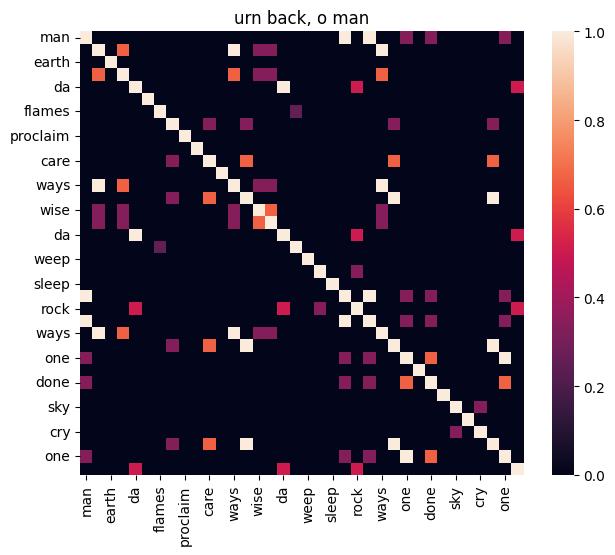 urn back, o man
man
earth
da
flames
proclaim
care
ways
wise
da
weep
sleep
rock
ways
one
done
sky
cry
one
man
earth
da
flames
proclaim
care
ways
wise
da
weep
sleep
rock
ways
one
done
sky
cry
one
1.0
0.8
0.6
0.4
0.2
0.0